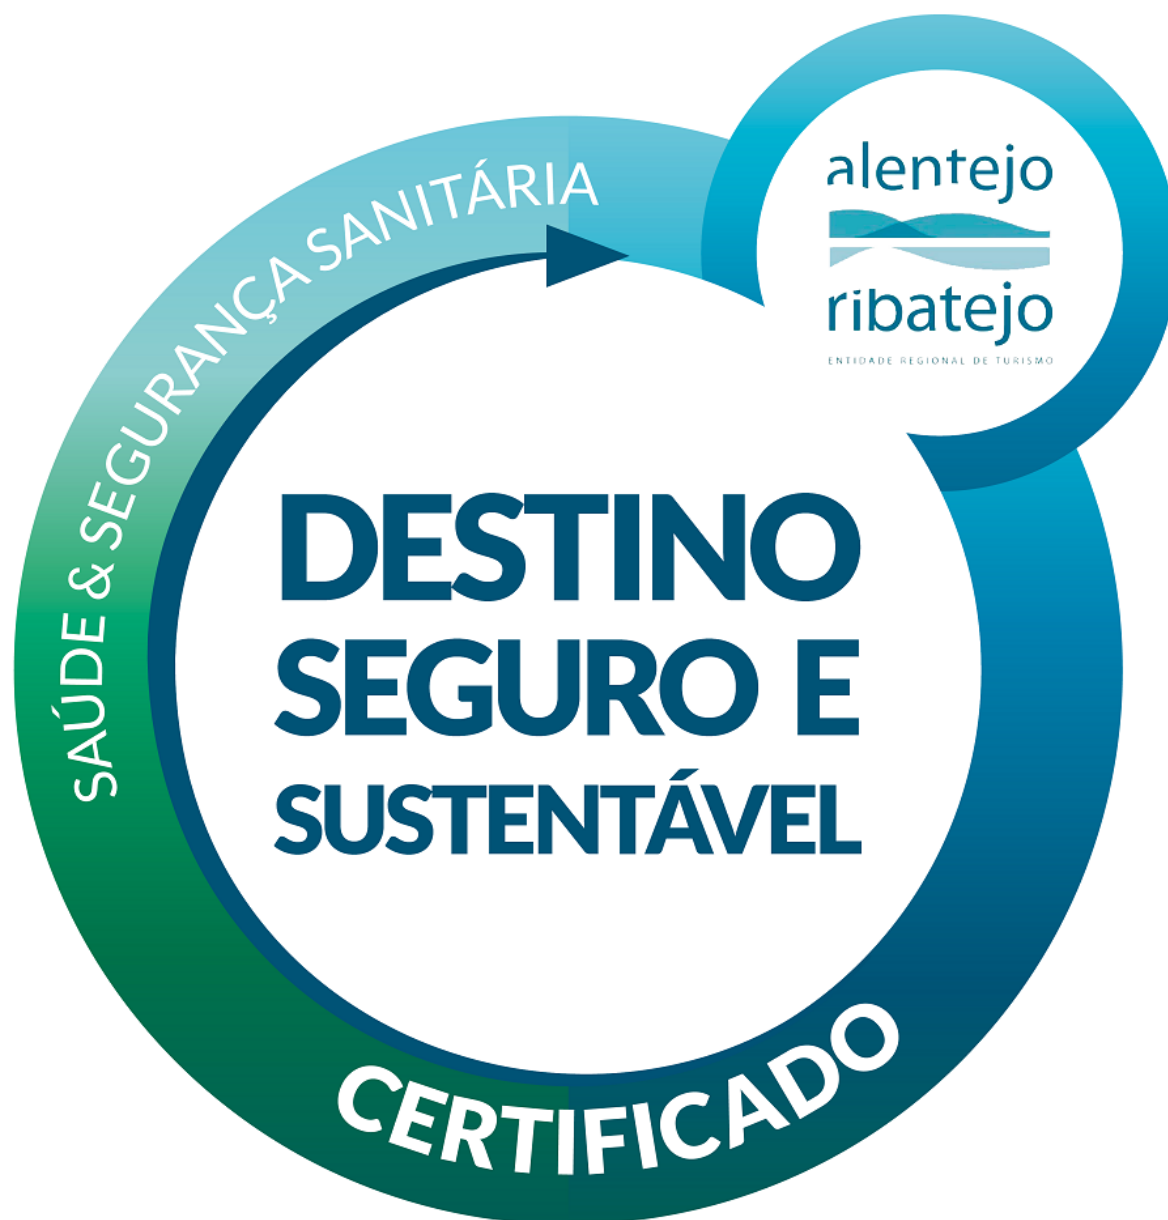 SAÚDE & SEGURANÇA SANITÁRIA
alentejo
ribatejo
ENTIDADE REGIONAL DE TURISMO
DESTINO
SEGURO E
SUSTENTÁVEL
CERTIFICADO